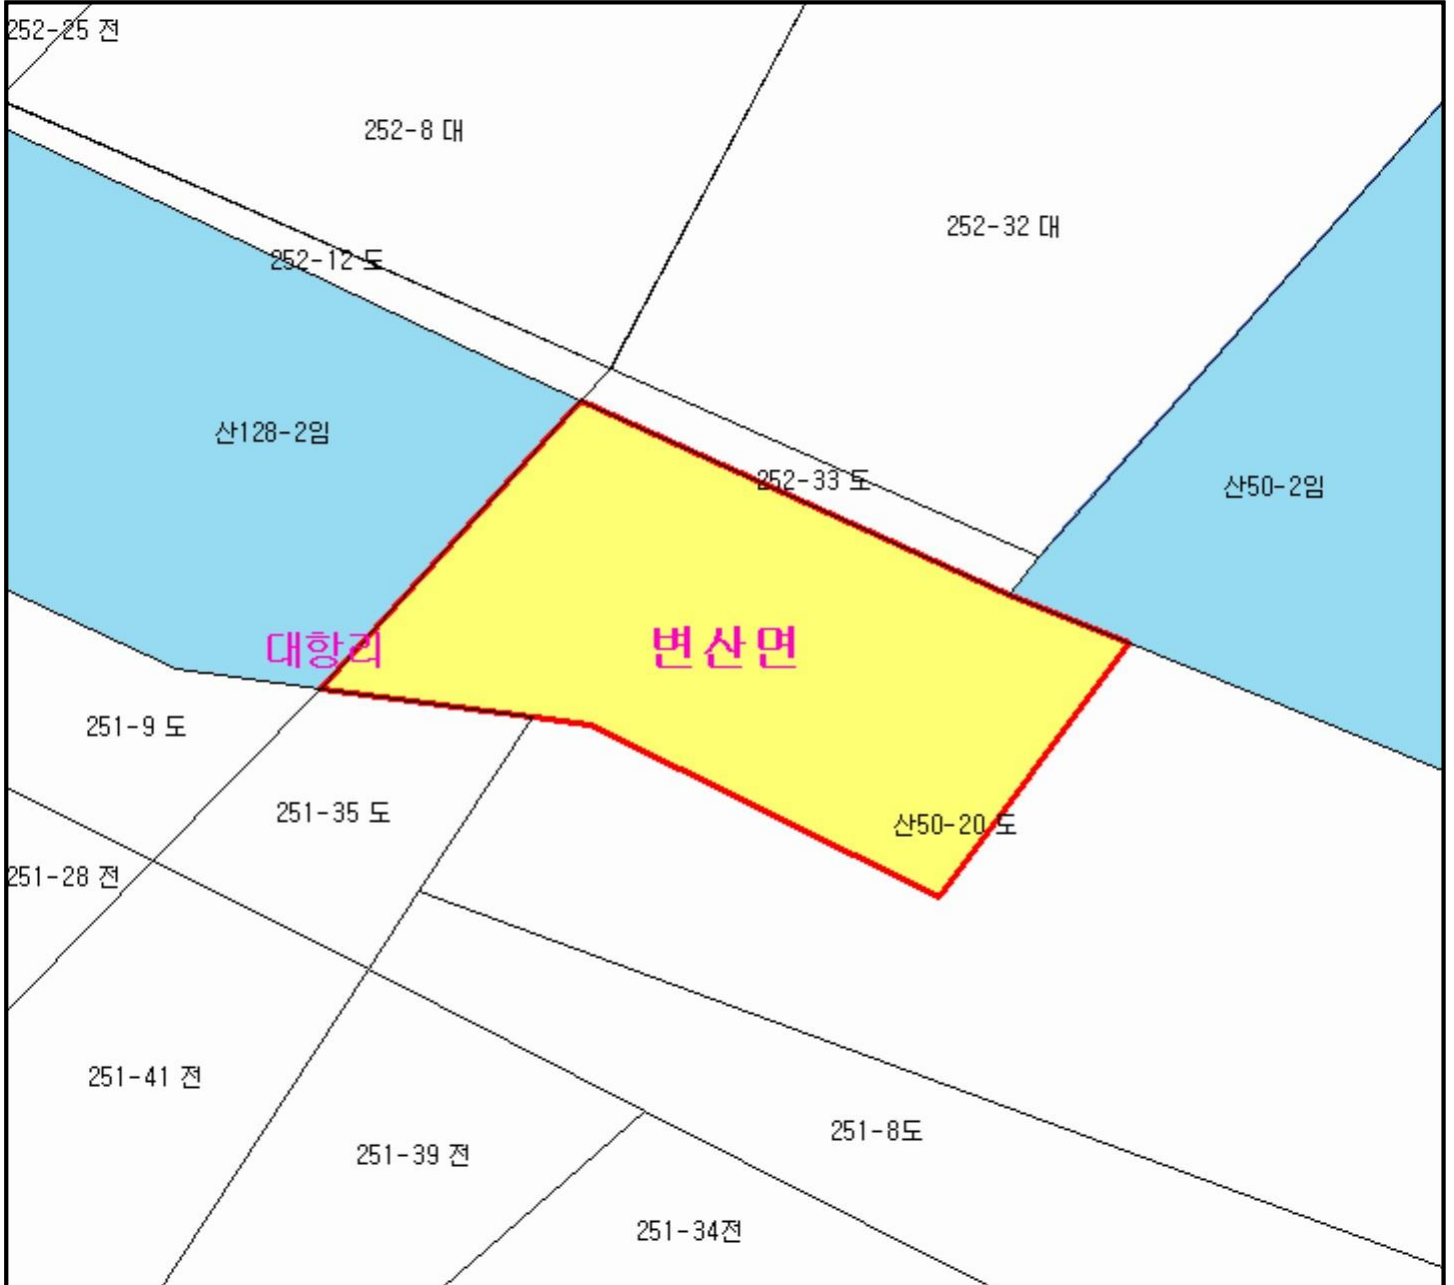 252-25 전
252-8 대
252-32 대
252-12 도
산128-2임
252-33 도
산50-2임
대항리
변산면
251-9 도
251-35 도
산50-20 도
251-28 전
251-41 전
251-8도
251-39 전
251-34전